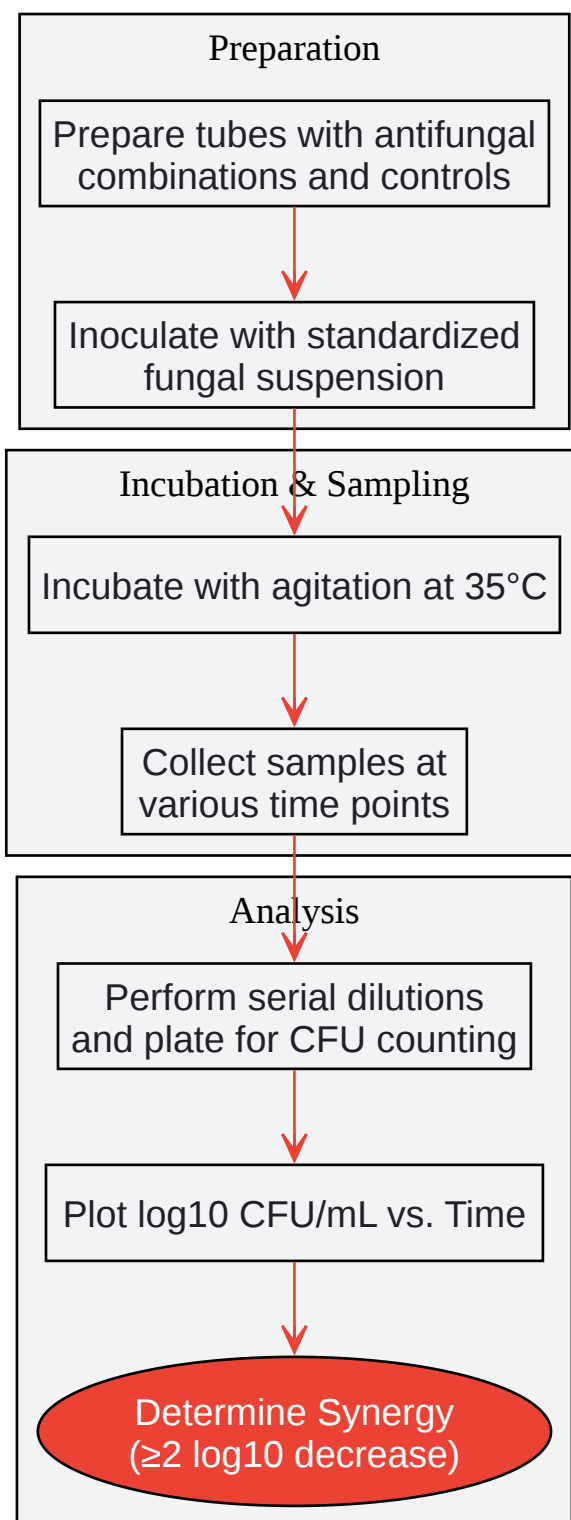 Preparation
Prepare tubes with antifungal
combinations and controls
Inoculate with standardized
fungal suspension
Incubation & Sampling
Incubate with agitation at 35°C
Collect samples at
various time points
Analysis
Perform serial dilutions
and plate for CFU counting
Plot log10 CFU/mL vs. Time
Determine Synergy
(≥2 log10 decrease)